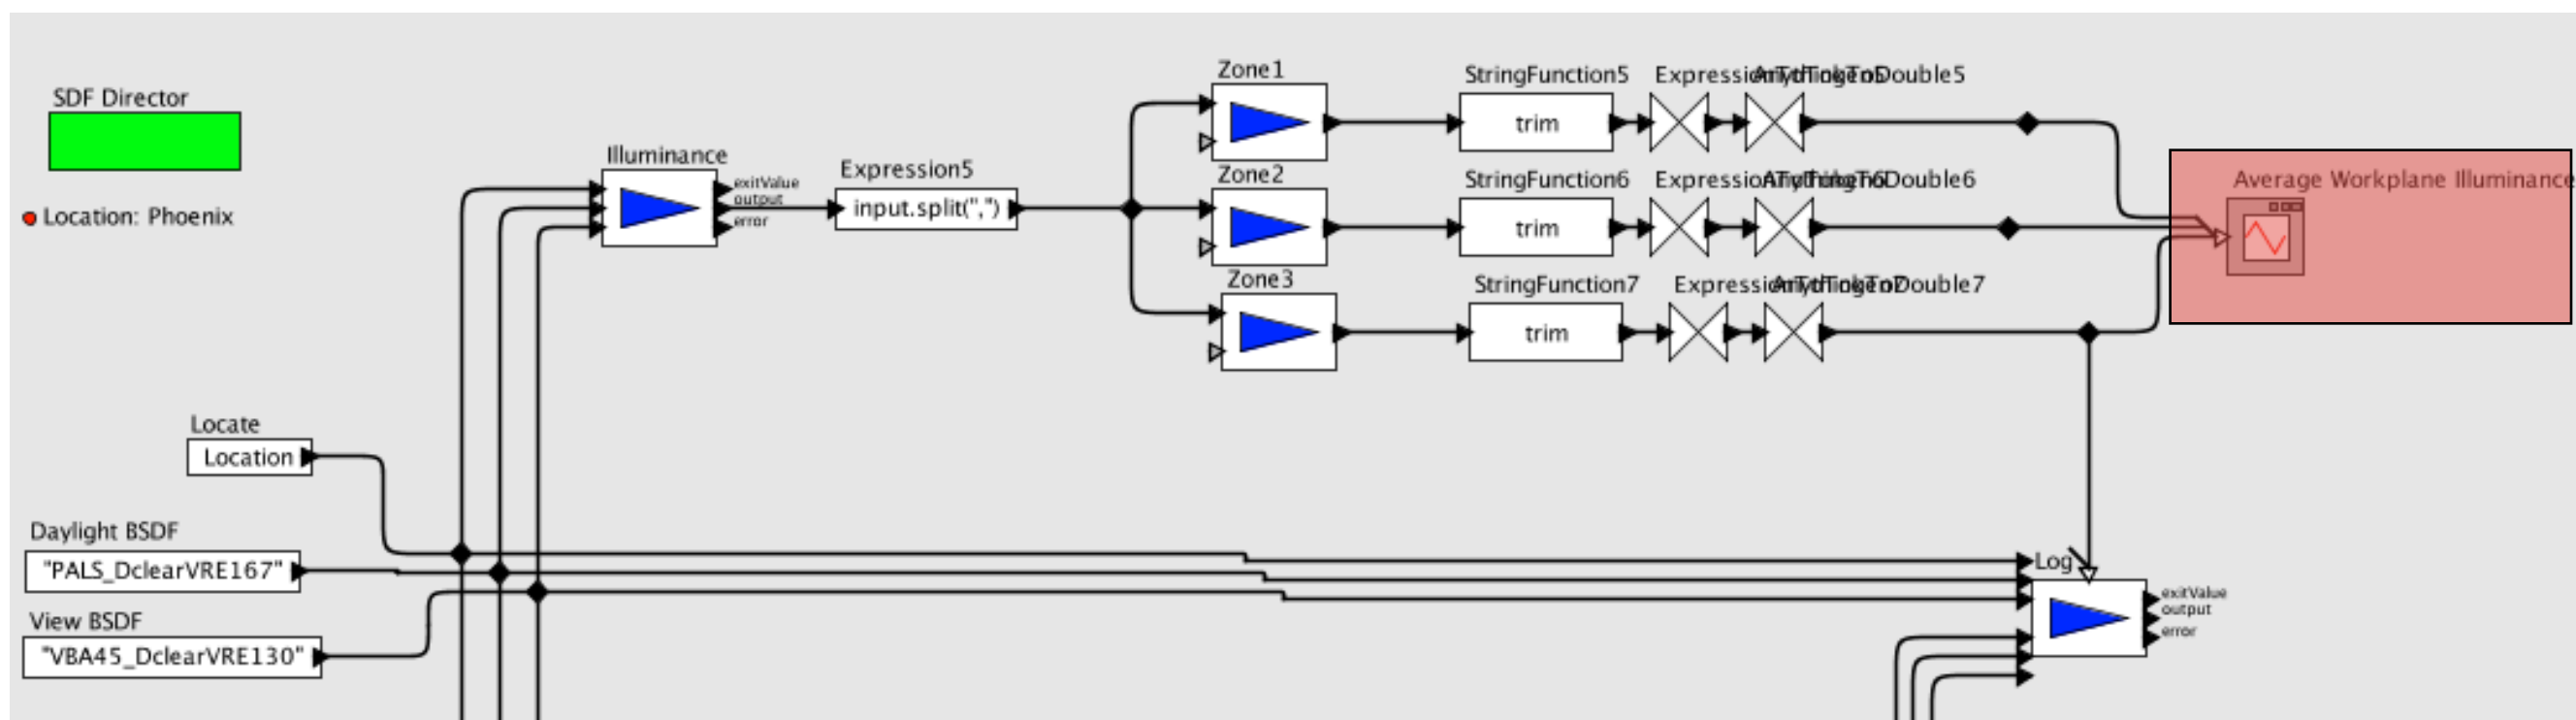 SDF Director
Location: Phoenix
Illuminance
exitValue
output
error
Expression5
input.split(",")
Zone1
StringFunction5
trim
Zone2
StringFunction6
trim
Zone3
StringFunction7
trim
Average Workplane Illuminance
Locate
Location
Daylight BSDF
"PALS_DclearVRE167"
View BSDF
"VBA45_DclearVRE130"
Log
exitValue
output
error